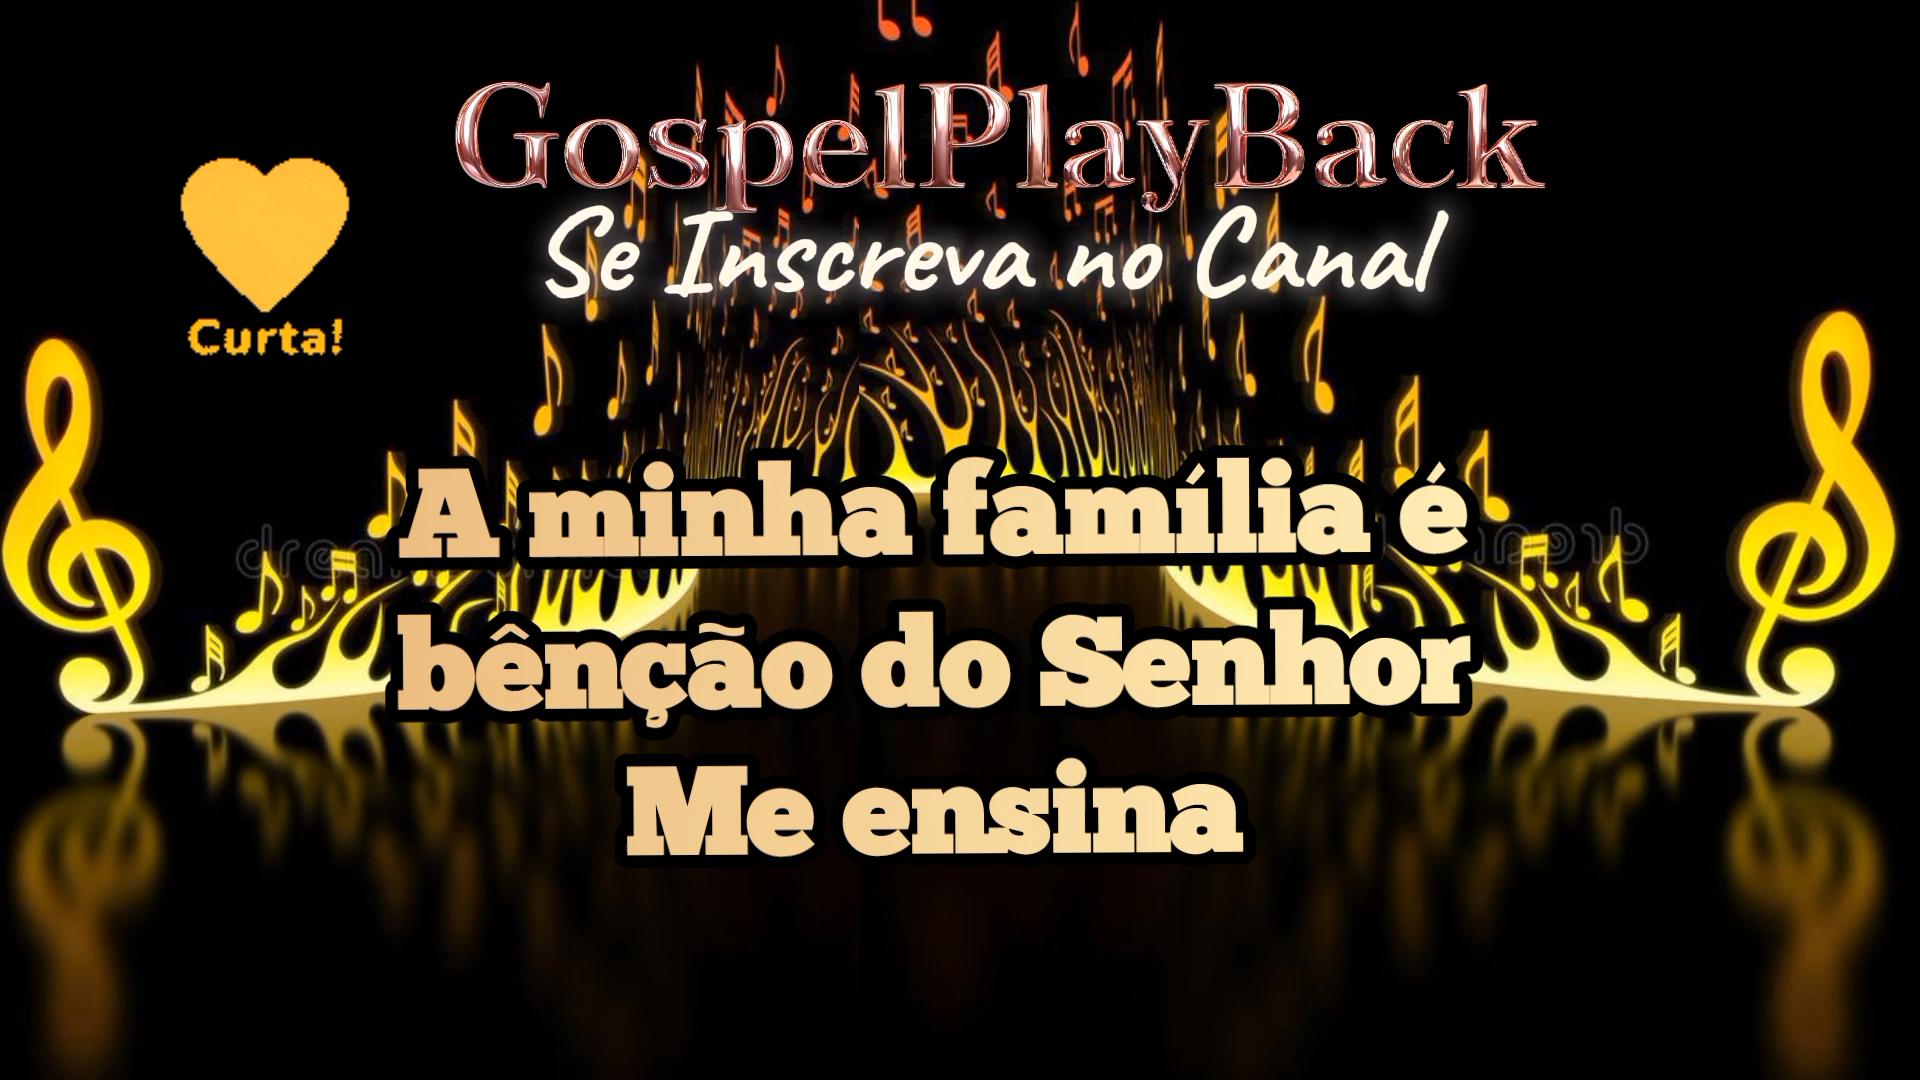 GospelPlayBack
Se Inscreva no Canal
Curta!
A minha família é
bênção do Senhor
Me ensina